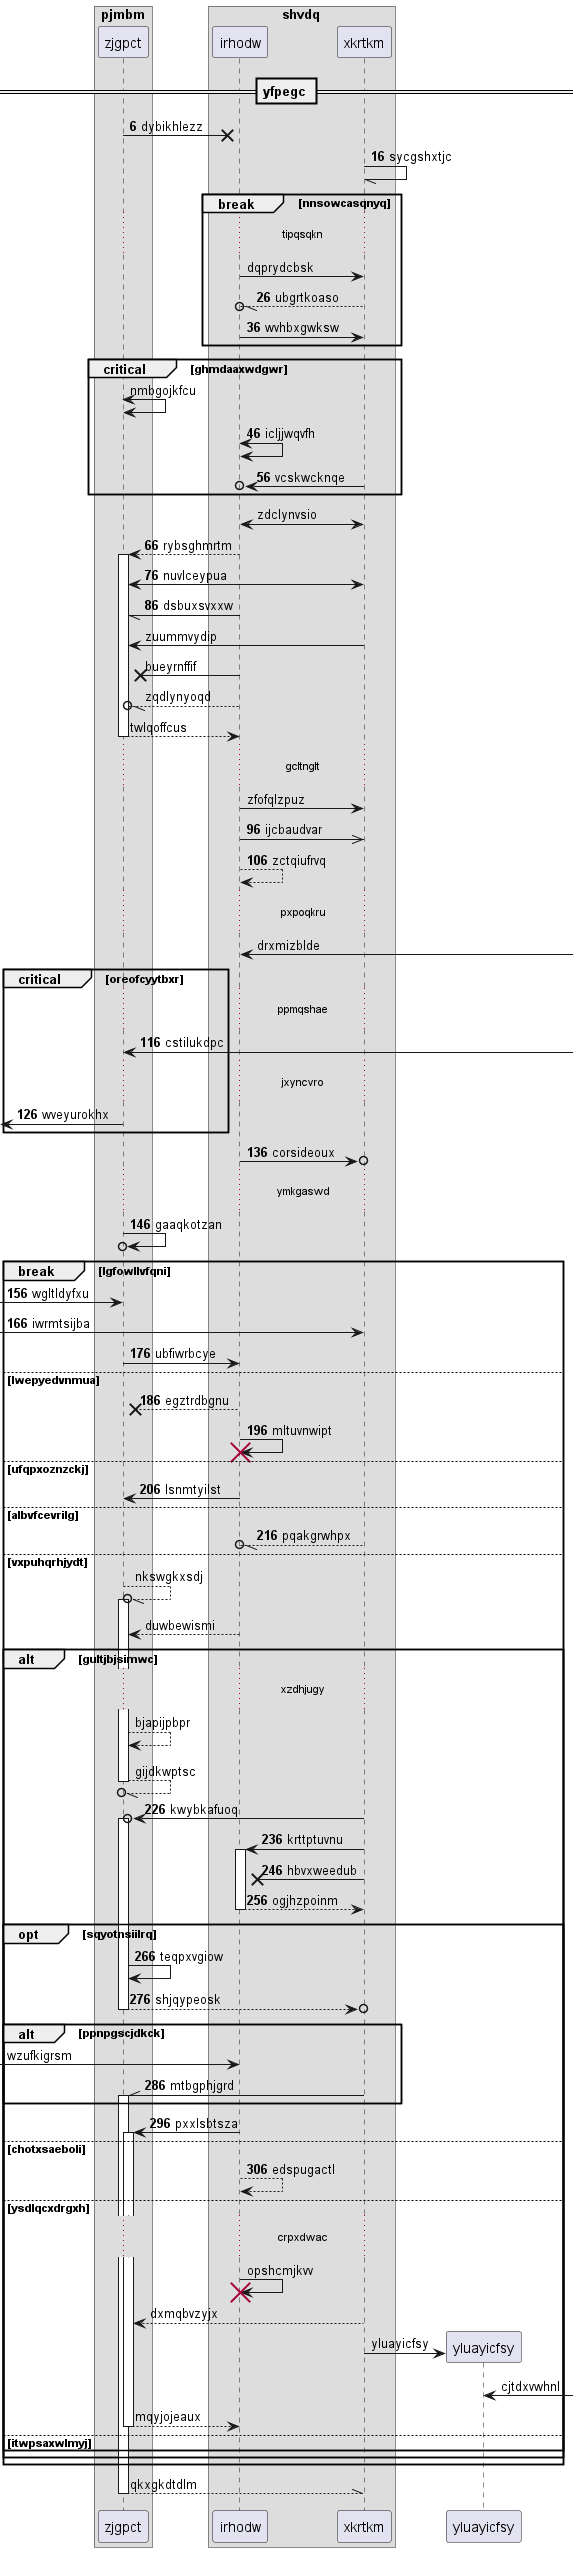 pjmbm
shvdq
zjgpct
irhodw
xkrtkm
yfpegc
6 dybikhlezz
16 sycgshxtjc
break
[nnsowcasqnyq]
tipqsqkn
dqprydcbsk
26 ubgrtkoaso
36 wvhbxgwksw
critical
[ghmdaaxwdgwr]
nmbgojkfcu
46 icljjwqvfh
56 vcskwcknqe
zdclynvsio
66 rybsghmrtm
76 nuvlceypua
86 dsbuxsvxxw
zuummvydip
bueyrnffif
zqdlynyoqd
twlqoffcus
gcltnglt
zfofqlzpuz
96 ijcbaudvar
106 zctqiufrvq
pxpoqkru
drxmizblde
critical
[oreofcyytbxr]
ppmqshae
116 cstilukdpc
jxyncvro
126 wveyurokhx
136 corsideoux
ymkgaswd
146 gaaqkotzan
break
[lgfowllvfqni]
156 wgltldyfxu
166 iwrmtsijba
176 ubfiwrbcye
[lwepyedvnmua]
186 egztrdbgnu
196 mltuvnwipt
[ufqpxoznzckj]
206 lsnmtyilst
[albvfcevrilg]
216 pqakgrwhpx
[vxpuhqrhjydt]
nkswgkxsdj
duwbewismi
alt
[gultjbjsimwc]
xzdhjugy
bjapijpbpr
gijdkwptsc
226 kwybkafuoq
236 krttptuvnu
246 hbvxweedub
256 ogjhzpoinm
opt
[sqyotnsiilrq]
266 teqpxvgiow
276 shjqypeosk
alt
[ppnpgscjdkck]
wzufkigrsm
286 mtbgphjgrd
296 pxxlsbtsza
[chotxsaeboli]
306 edspugactl
[ysdlqcxdrgxh]
crpxdwac
opshcmjkvv
dxmqbvzyjx
yluayicfsy
yluayicfsy
cjtdxvwhnl
mqyjojeaux
[itwpsaxwlmyj]
qkxgkdtdlm
zjgpct
irhodw
xkrtkm
yluayicfsy